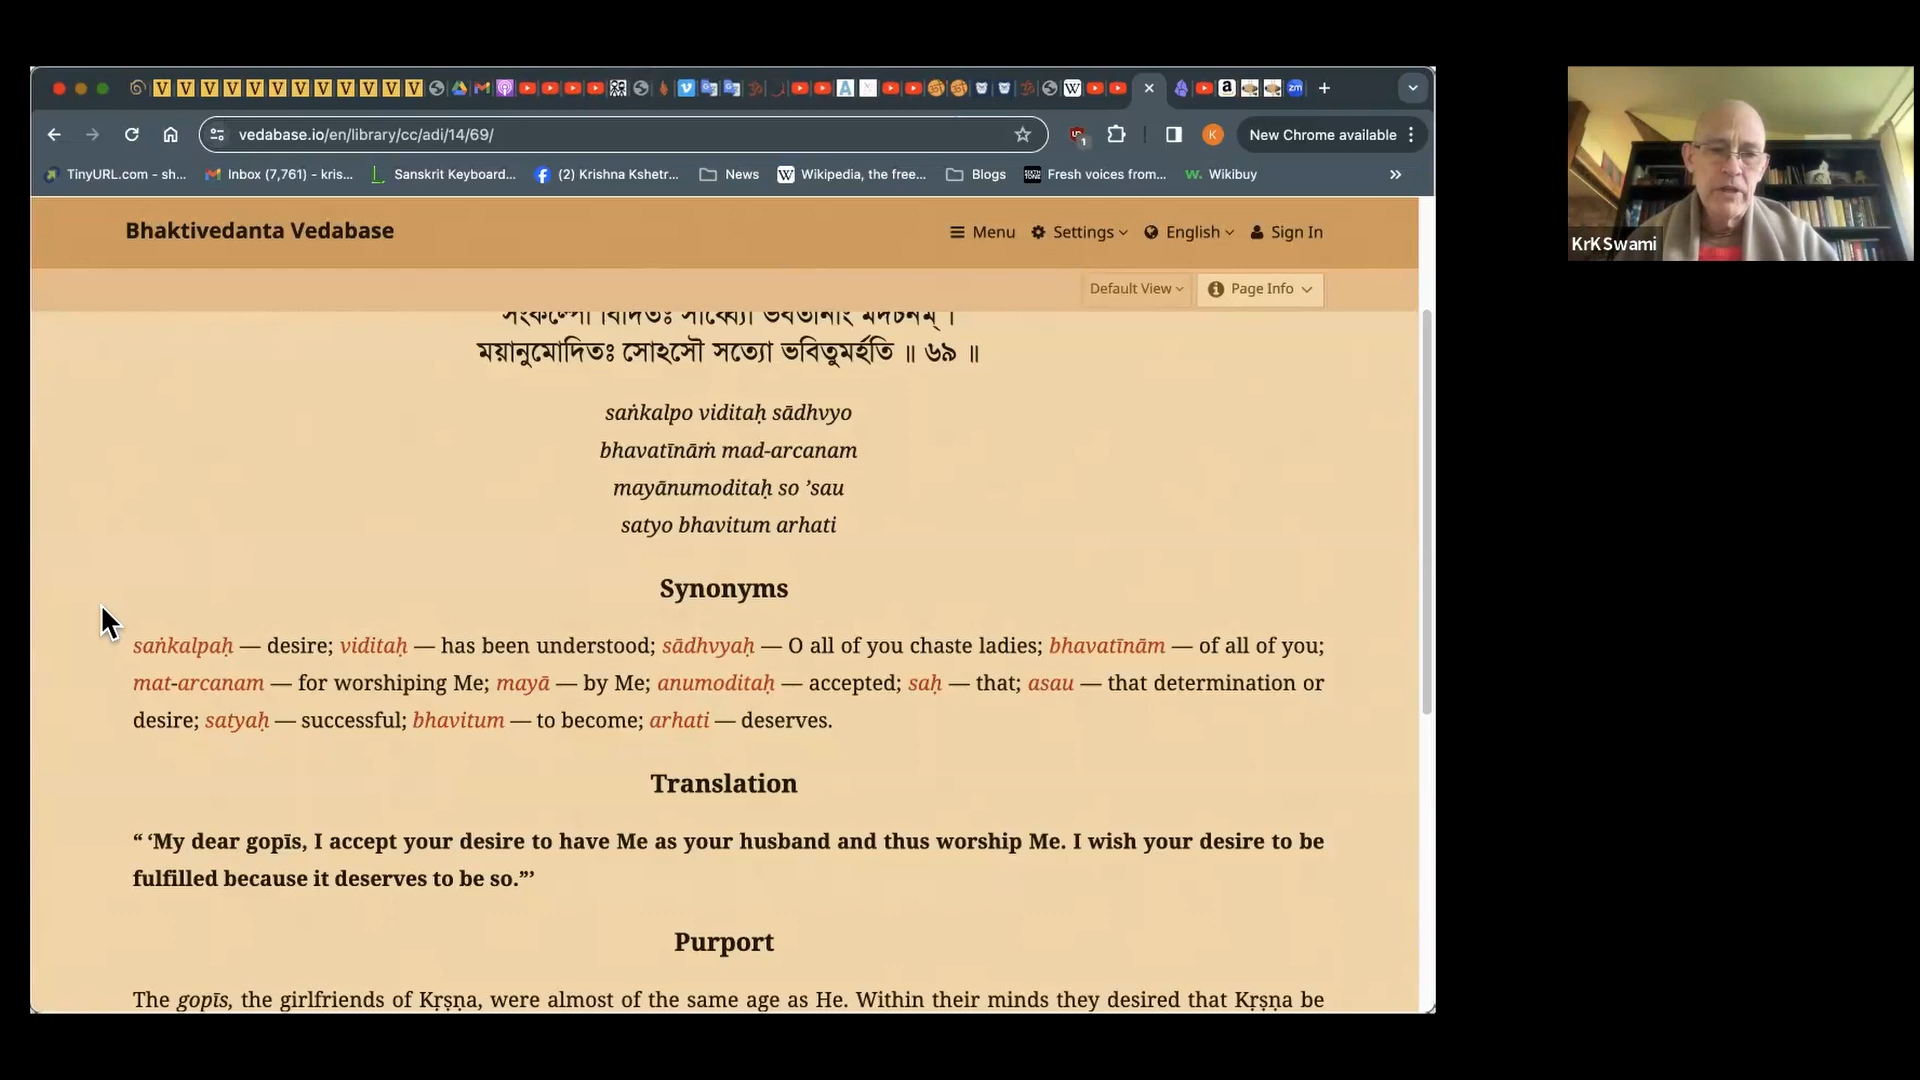 vedabase.io/en/library/cc/adi/14/69/
New Chrome available
TinyURL.com - sh...
Inbox (7,761) - kris...
Sanskrit Keyboard...
(2) Krishna Kshetr...
News
Wikipedia, the free...
Blogs
Fresh voices from...
Wikibuy
Bhaktivedanta Vedabase
Menu
Settings
English
Sign In
Default View
Page Info
ময়ানুমোদিতঃ সোহসৌ সত্যো ভবিতুমর্হতি ॥ ৬৯ ॥
saṅkalpo viditaḥ sādhvyo
bhavatīnāṁ mad-arcanam
mayānumoditaḥ so ’sau
satyo bhavitum arhati
Synonyms
saṅkalpaḥ — desire; viditaḥ — has been understood; sādhvyaḥ — O all of you chaste ladies; bhavatīnām — of all of you;
mat-arcanam — for worshiping Me; mayā — by Me; anumoditaḥ — accepted; saḥ — that; asau — that determination or
desire; satyaḥ — successful; bhavitum — to become; arhati — deserves.
Translation
“ ‘My dear gopīs, I accept your desire to have Me as your husband and thus worship Me. I wish your desire to be
fulfilled because it deserves to be so.”’
Purport
The gopīs, the girlfriends of Kṛṣṇa, were almost of the same age as He. Within their minds they desired that Kṛṣṇa be
KrKSwami